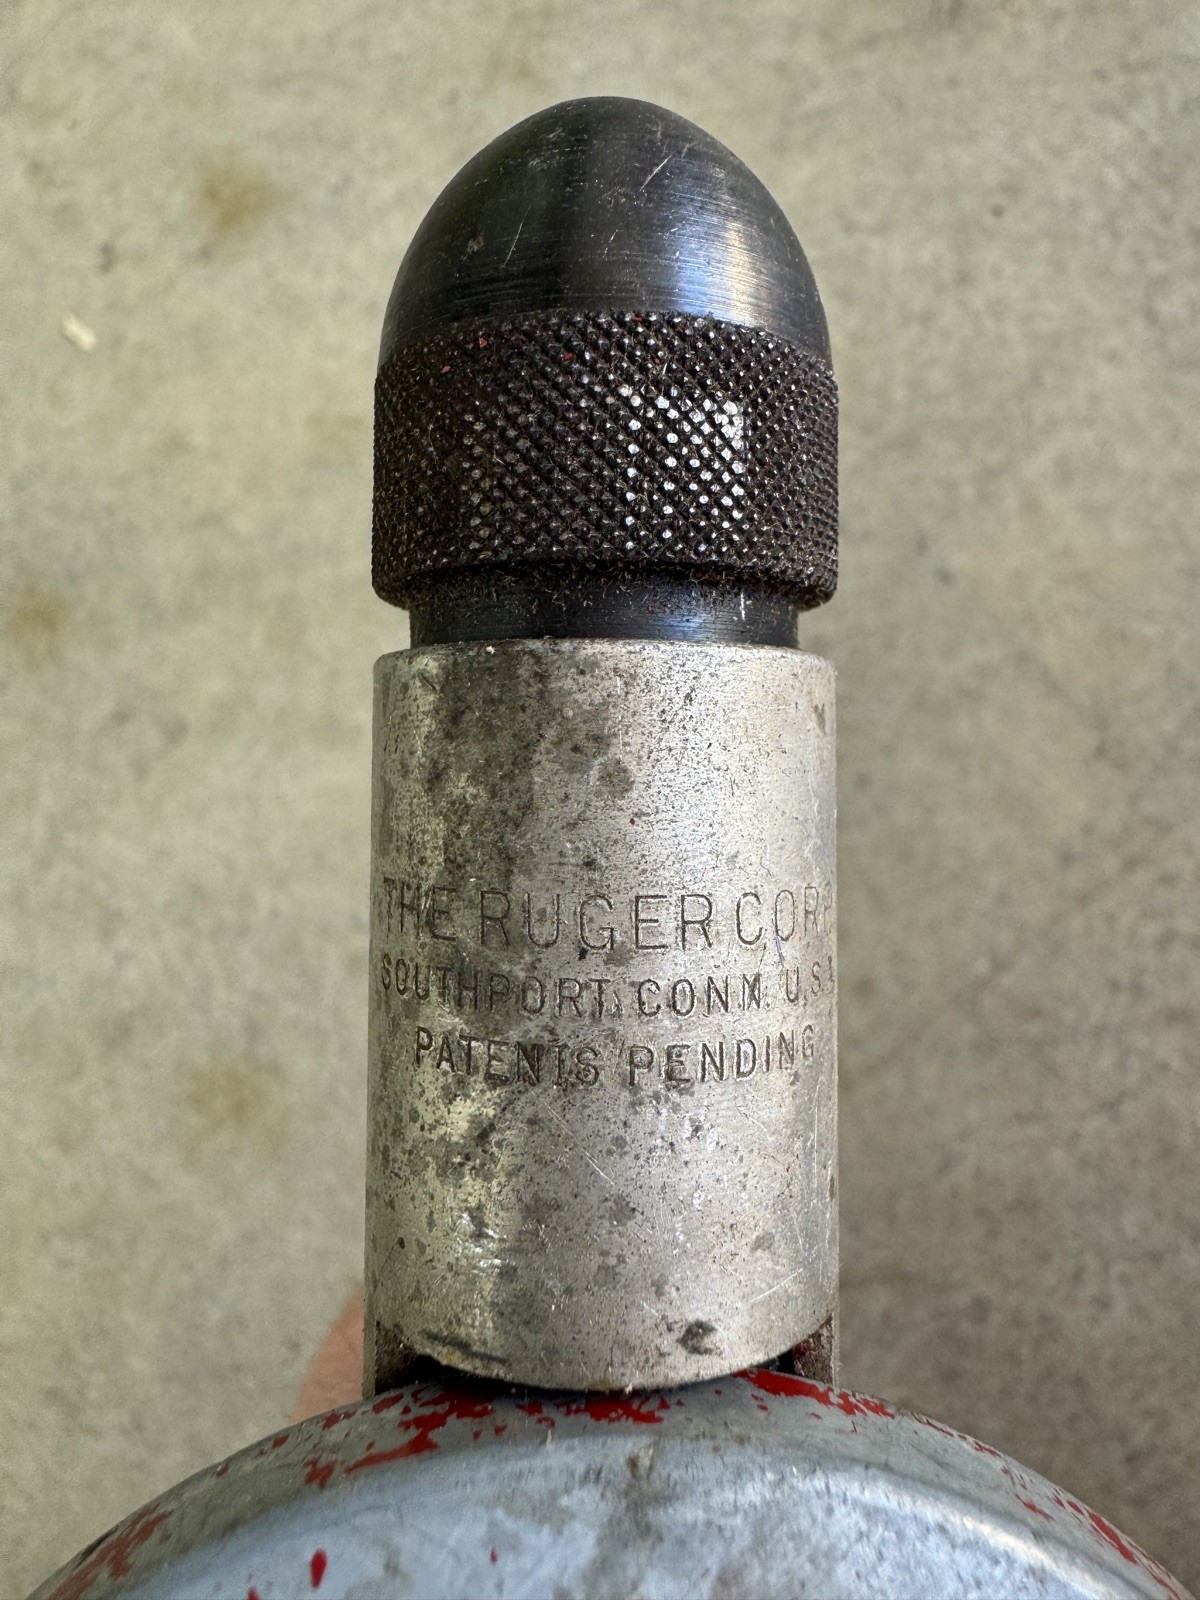 THE RUGER CORP.
SOUTHPORT, CONN. U.S.A.
PATENTS PENDING